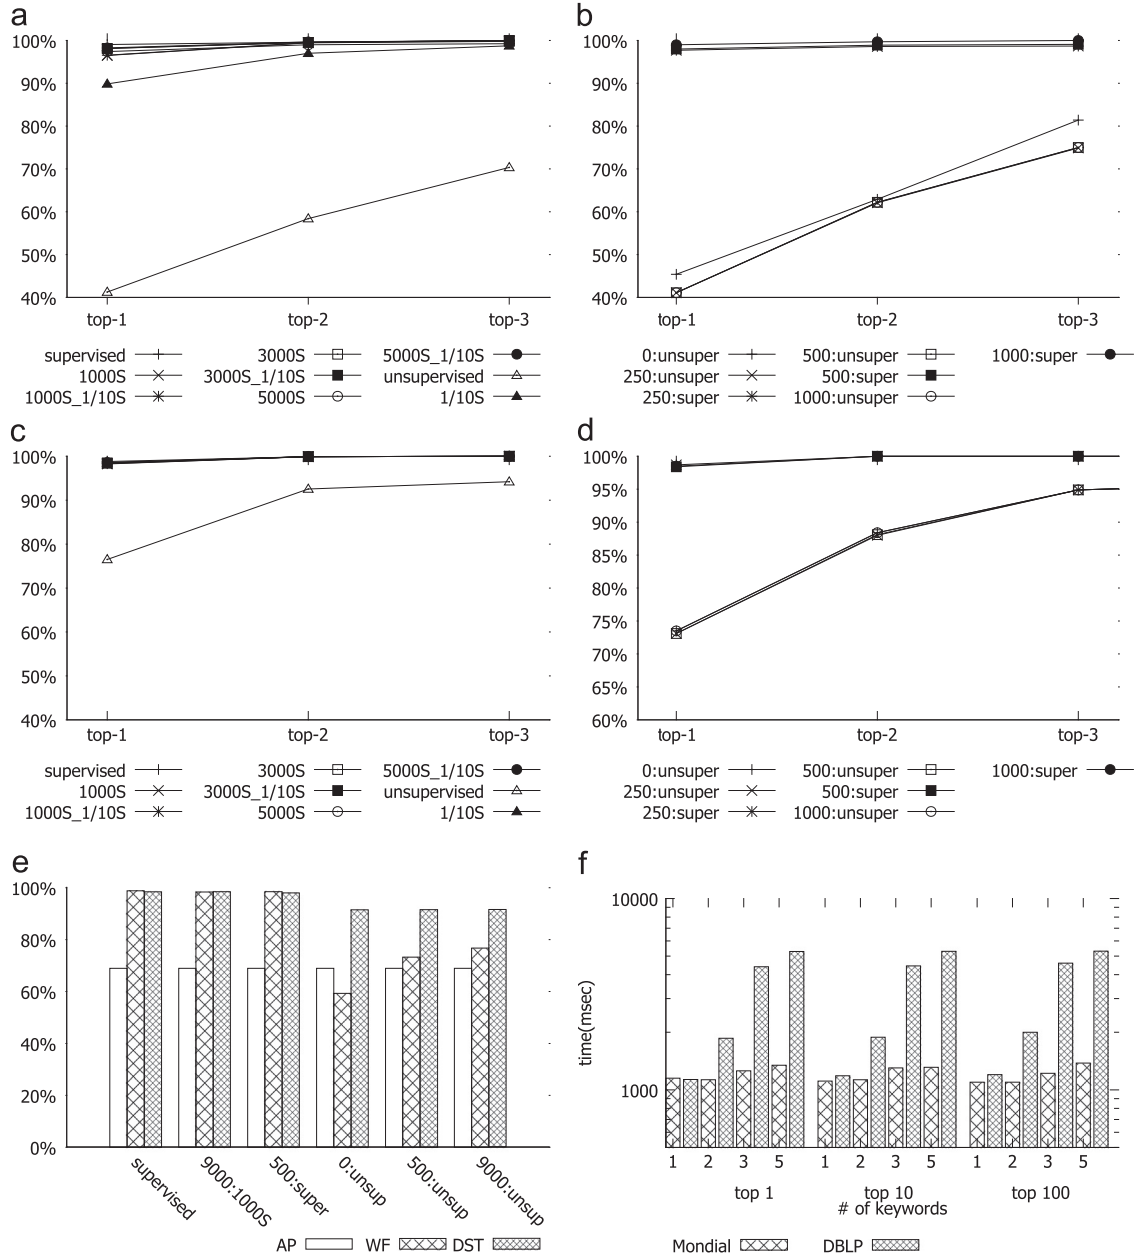 a
100%
90%
80%
70%
60%
50%
40%
top-1 top-2 top-3
supervised 3000S 5000S_1/10S
1000S 3000S_1/10S unsupervised
1000S_1/10S 5000S 1/10S
b
100%
90%
80%
70%
60%
50%
40%
top-1 top-2 top-3
0:unsuper 500:unsuper 1000:super
250:unsuper 500:super
250:super 1000:unsuper
c
100%
90%
80%
70%
60%
50%
40%
top-1 top-2 top-3
supervised 3000S 5000S_1/10S
1000S 3000S_1/10S unsupervised
1000S_1/10S 5000S 1/10S
d
100%
95%
90%
85%
80%
75%
70%
65%
60%
top-1 top-2 top-3
0:unsuper 500:unsuper 1000:super
250:unsuper 500:super
250:super 1000:unsuper
e
100%
80%
60%
40%
20%
0%
supervised 9000:1000S 500:super 0:unsup 500:unsup 9000:unsup
AP WF DST
f
10000
1000
time(msec)
1 2 3 5 1 2 3 5 1 2 3 5
top 1 top 10 top 100
# of keywords
Mondial DBLP